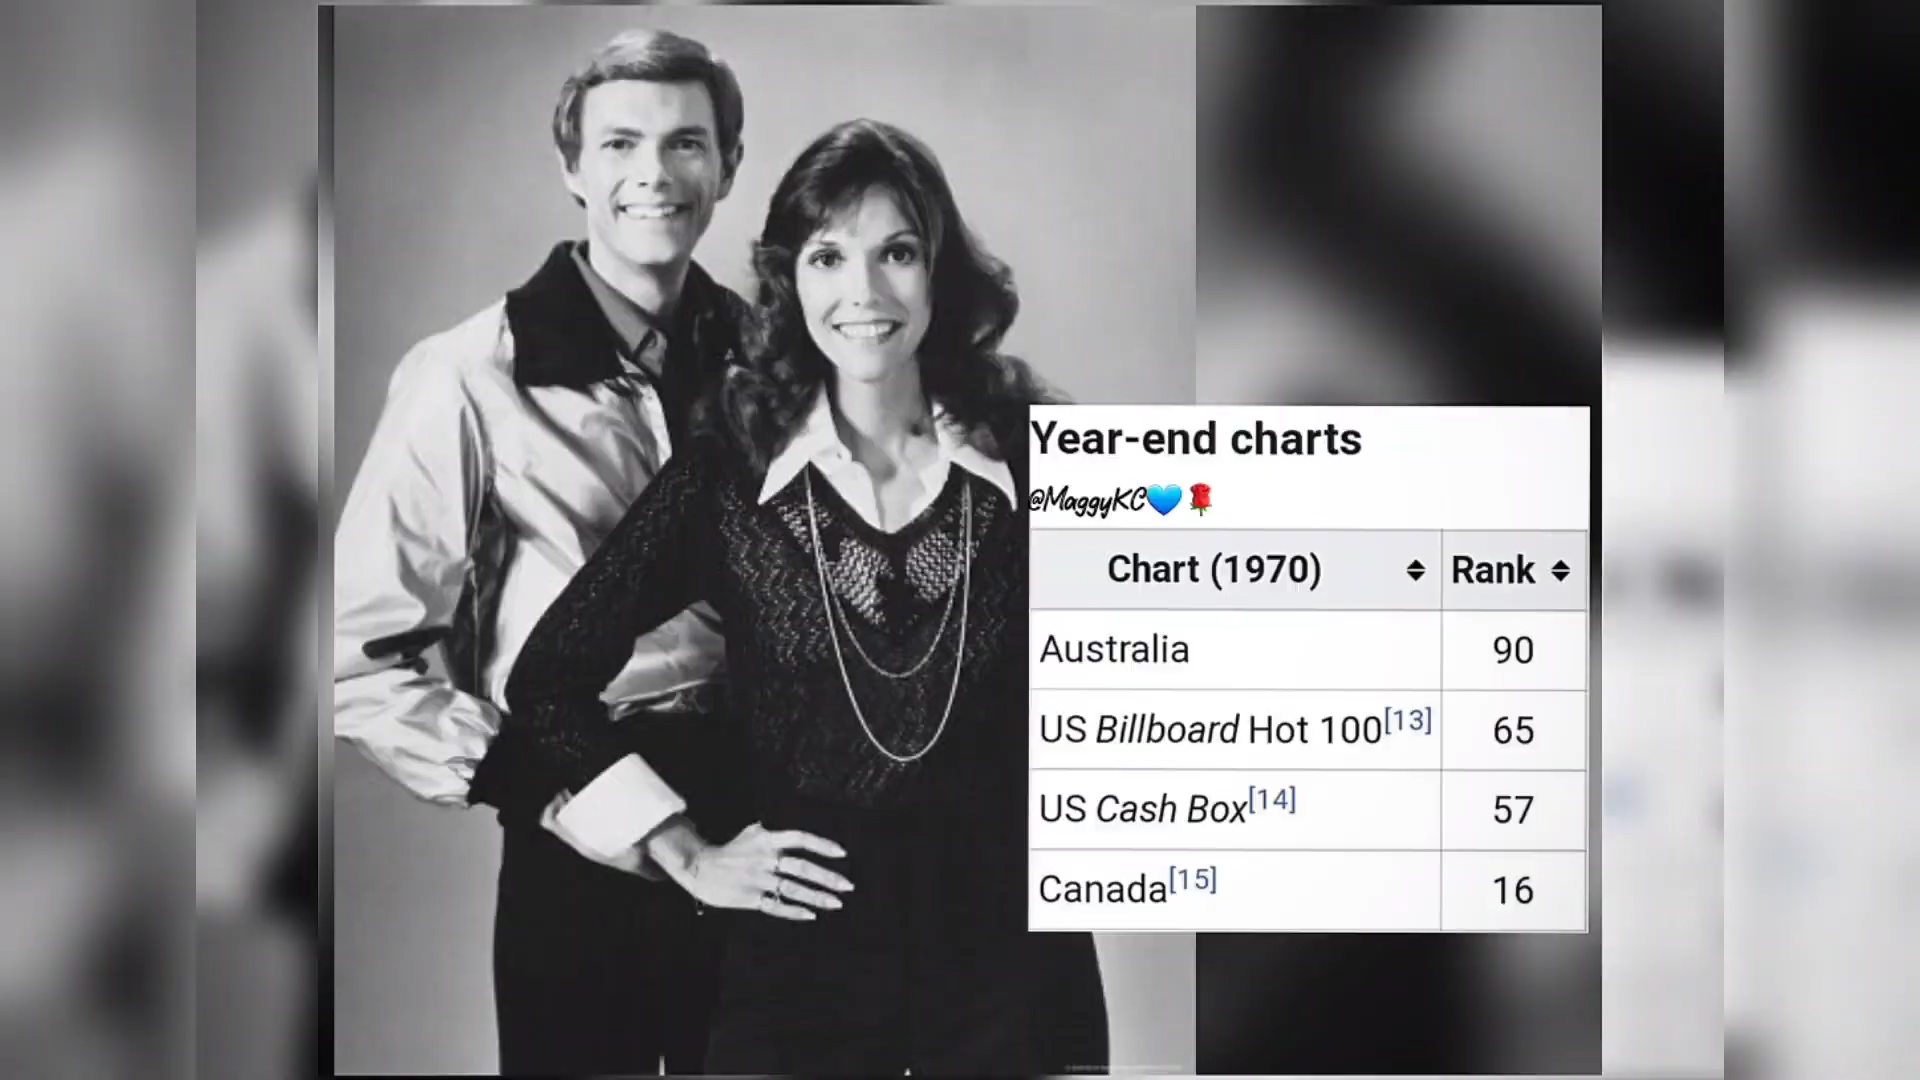 Year-end charts
@MaggyKC💙🌹
Chart (1970) Rank
Australia 90
US Billboard Hot 100[13] 65
US Cash Box[14] 57
Canada[15] 16